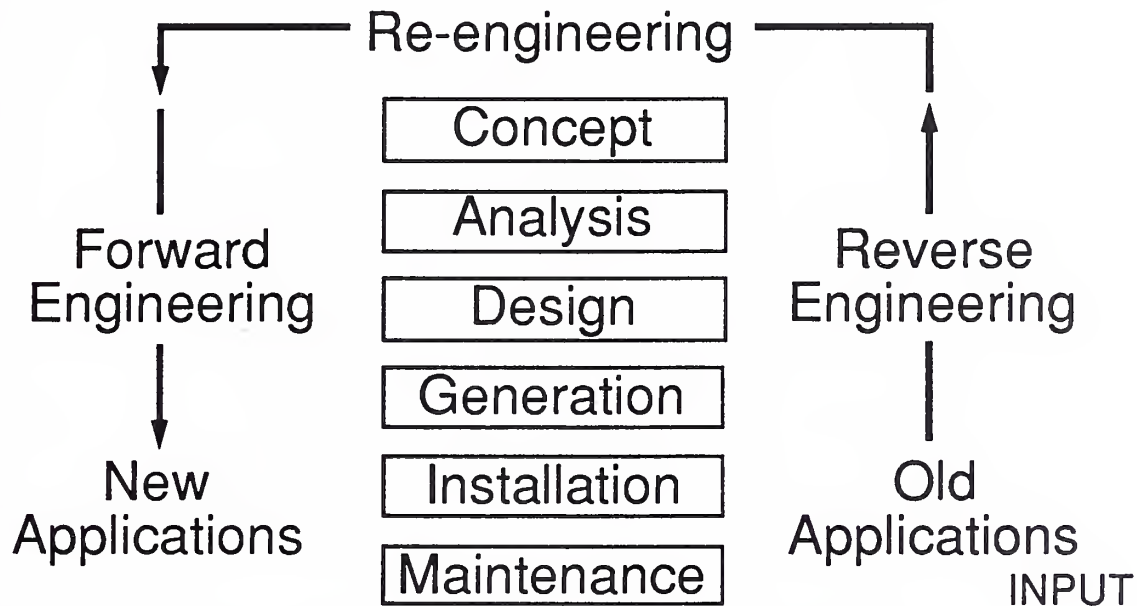 Re-engineering
Concept
Analysis
Forward
Engineering
Reverse
Engineering
Design
Generation
New
Applications
Installation
Old
Applications
Maintenance
INPUT